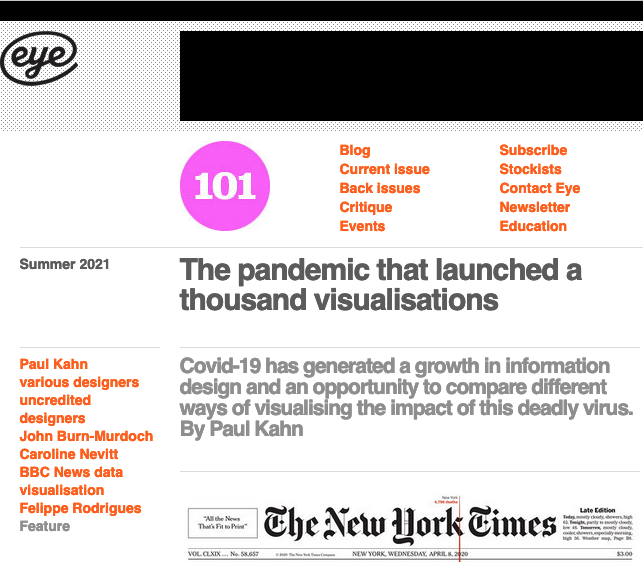 eye
101
Blog
Current issue
Back issues
Critique
Events
Subscribe
Stockists
Contact Eye
Newsletter
Education
Summer 2021
The pandemic that launched a
thousand visualisations
Paul Kahn
various designers
uncredited
designers
John Burn-Murdoch
Caroline Nevitt
BBC News data
visualisation
Felippe Rodrigues
Feature
Covid-19 has generated a growth in information
design and an opportunity to compare different
ways of visualising the impact of this deadly virus.
By Paul Kahn
New York
4,758 deaths
"All the News
That's Fit to Print"
The New York Times
Late Edition
Today, mostly cloudy, showers, high
63. Tonight, partly to mostly cloudy,
low 48. Tomorrow, mostly cloudy,
cooler, showers, especially morning,
high 56. Weather map, Page B8.
VOL. CLXIX ... No. 58,657
© 2020 The New York Times Company
NEW YORK, WEDNESDAY, APRIL 8, 2020
$3.00